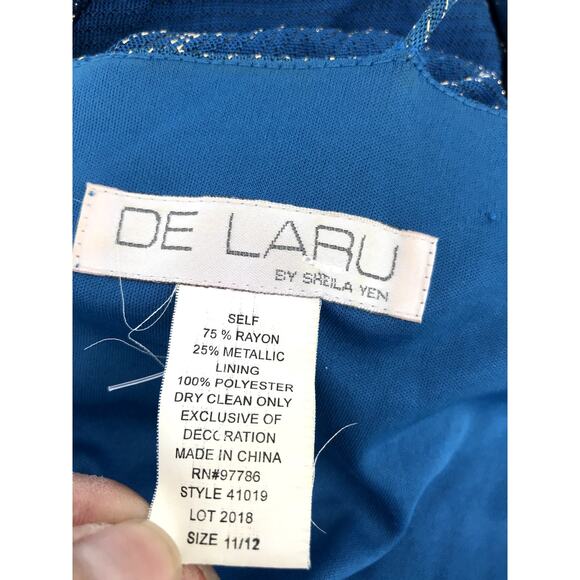 DE LARU
BY SHEILA YEN
SELF
75 % RAYON
25% METALLIC
LINING
100% POLYESTER
DRY CLEAN ONLY
EXCLUSIVE OF
DECORATION
MADE IN CHINA
RN#97786
STYLE 41019
LOT 2018
SIZE 11/12